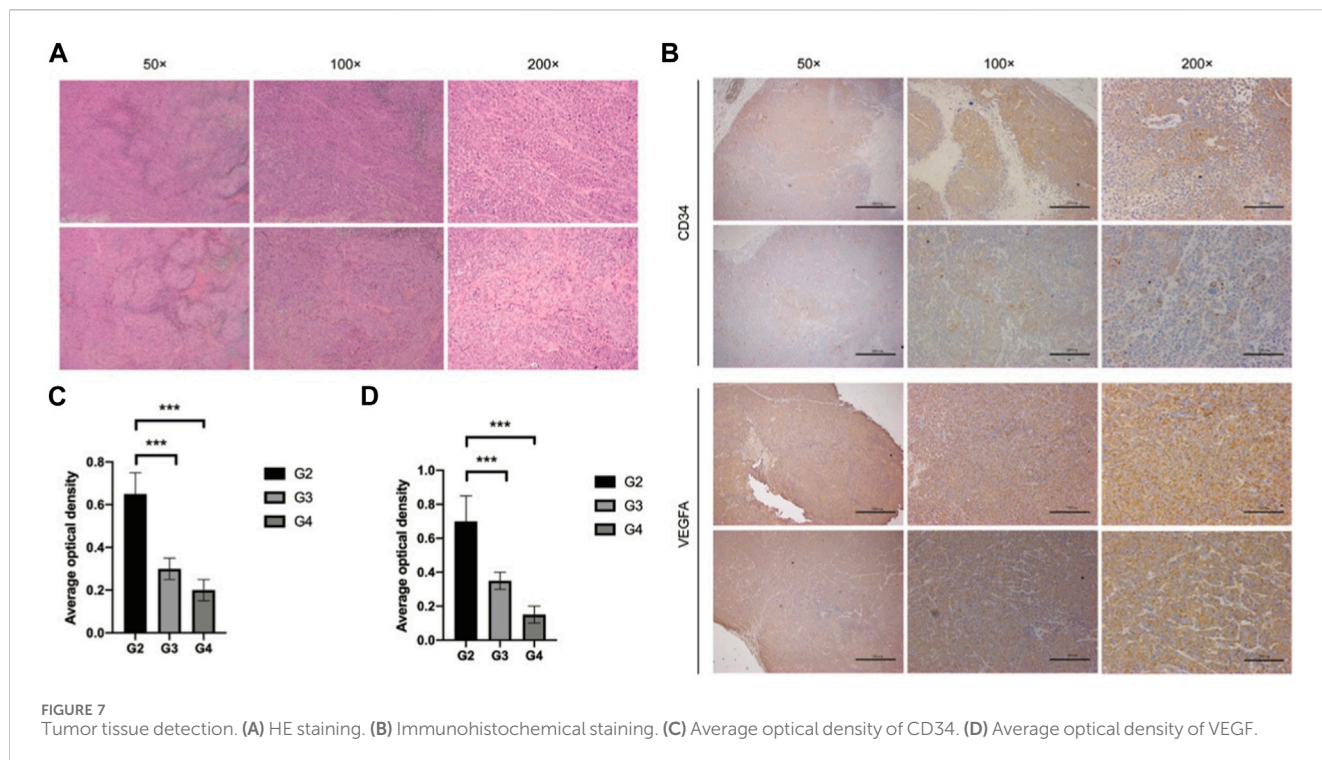 A
50×
100×
200×
B
50×
100×
200×
CD34
VEGFA
C
***
***
Average optical density
0.8
0.6
0.4
0.2
0.0
G2
G3
G4
G2
G3
G4
D
***
***
Average optical density
1.0
0.8
0.6
0.4
0.2
0.0
G2
G3
G4
G2
G3
G4
FIGURE 7
Tumor tissue detection. (A) HE staining. (B) Immunohistochemical staining. (C) Average optical density of CD34. (D) Average optical density of VEGF.